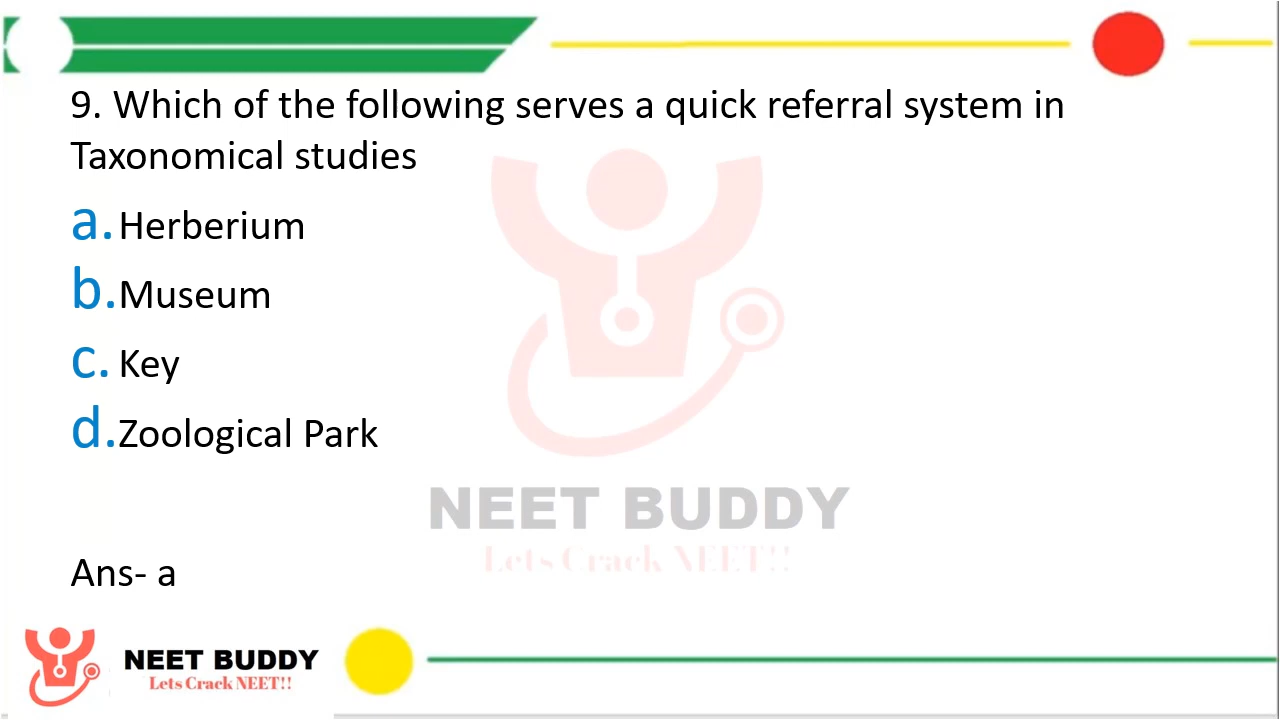 9. Which of the following serves a quick referral system in
Taxonomical studies
a. Herberium
b. Museum
c. Key
d. Zoological Park
NEET BUDDY
Lets Crack NEET!!
Ans- a
NEET BUDDY
Lets Crack NEET!!